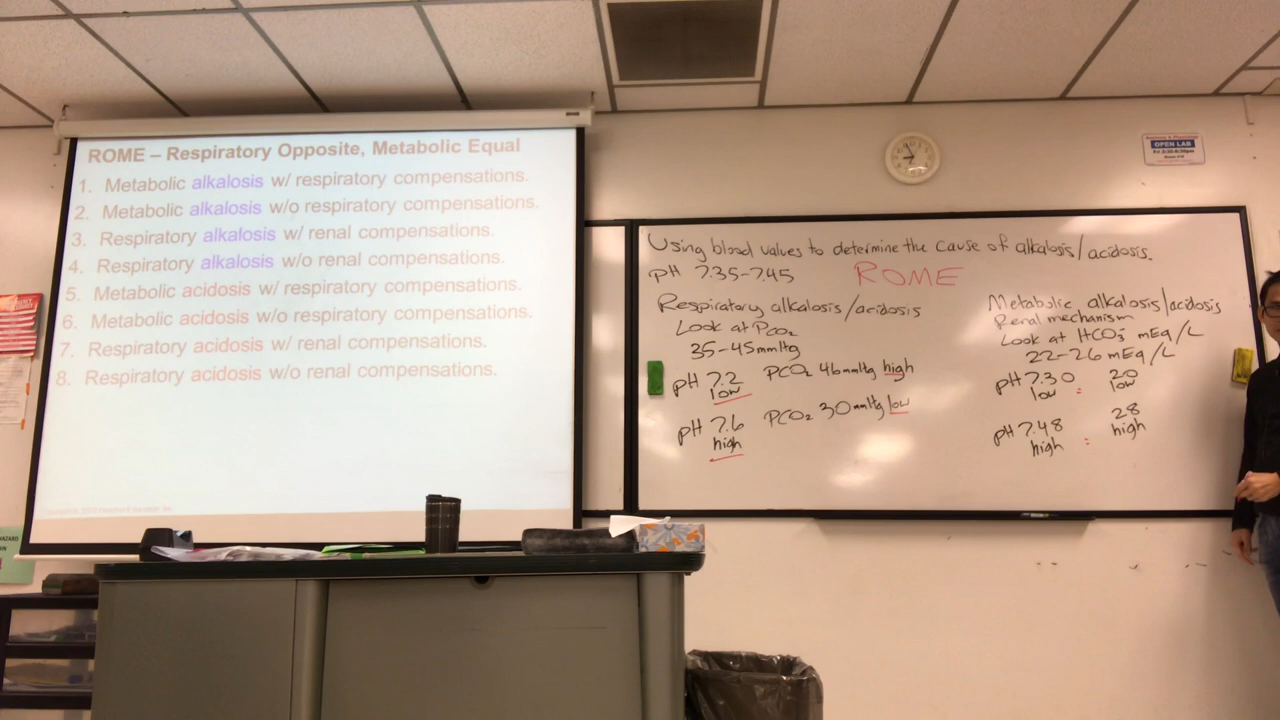 ROME – Respiratory Opposite, Metabolic Equal
1. Metabolic alkalosis w/ respiratory compensations.
2. Metabolic alkalosis w/o respiratory compensations.
3. Respiratory alkalosis w/ renal compensations.
4. Respiratory alkalosis w/o renal compensations.
5. Metabolic acidosis w/ respiratory compensations.
6. Metabolic acidosis w/o respiratory compensations.
7. Respiratory acidosis w/ renal compensations.
8. Respiratory acidosis w/o renal compensations.
Using blood values to determine the cause of alkalosis/acidosis.
pH 7.35-7.45 ROME
Respiratory alkalosis/acidosis
Look at PCO2
35-45mmHg
pH 7.2 PCO2 46mmHg high
low
pH 7.6 PCO2 30mmHg low
high
Metabolic alkalosis/acidosis
Renal mechanism
Look at HCO3- mEq/L
22-26 mEq/L
pH 7.30 = 20
low low
pH 7.48 = 28
high high
OPEN LAB